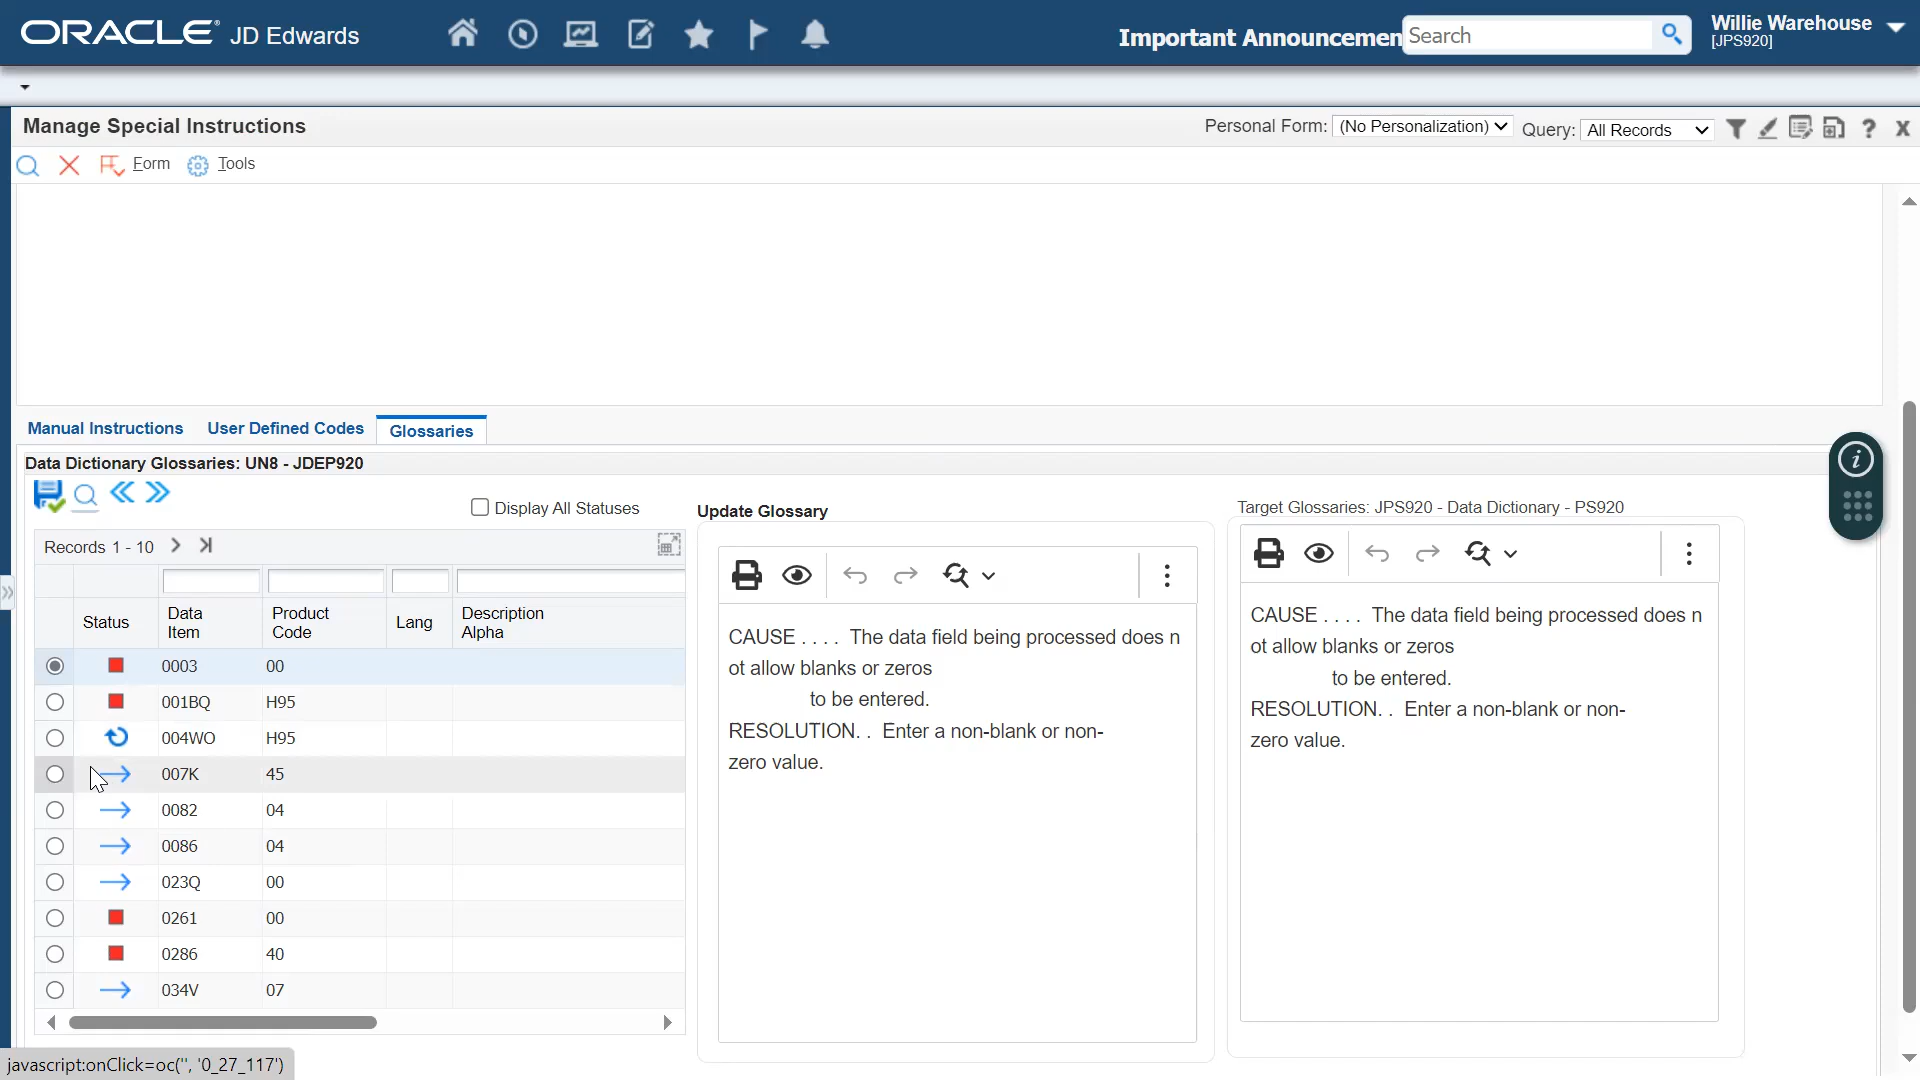 ORACLE JD Edwards
Important Announcemen
Search
Willie Warehouse
[JPS920]
Manage Special Instructions
Personal Form: (No Personalization)
Query: All Records
Form
Tools
Manual Instructions
User Defined Codes
Glossaries
Data Dictionary Glossaries: UN8 - JDEP920
Display All Statuses
Records 1 - 10
Status
Data Item
Product Code
Lang
Description Alpha
0003 00
001BQ H95
004WO H95
007K 45
0082 04
0086 04
023Q 00
0261 00
0286 40
034V 07
Update Glossary
CAUSE . . . . The data field being processed does n
ot allow blanks or zeros
to be entered.
RESOLUTION. . Enter a non-blank or non-
zero value.
Target Glossaries: JPS920 - Data Dictionary - PS920
CAUSE . . . . The data field being processed does n
ot allow blanks or zeros
to be entered.
RESOLUTION. . Enter a non-blank or non-
zero value.
javascript:onClick=oc('', '0_27_117')